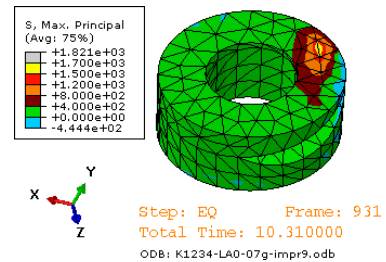 S, Max. Principal
(Avg: 75%)
+1.821e+03
+1.700e+03
+1.500e+03
+1.200e+03
+8.000e+02
+4.000e+02
+0.000e+00
-4.444e+02
Y
X
Z
Step: EQ Frame: 931
Total Time: 10.310000
ODB: K1234-LA0-07g-impr9.odb